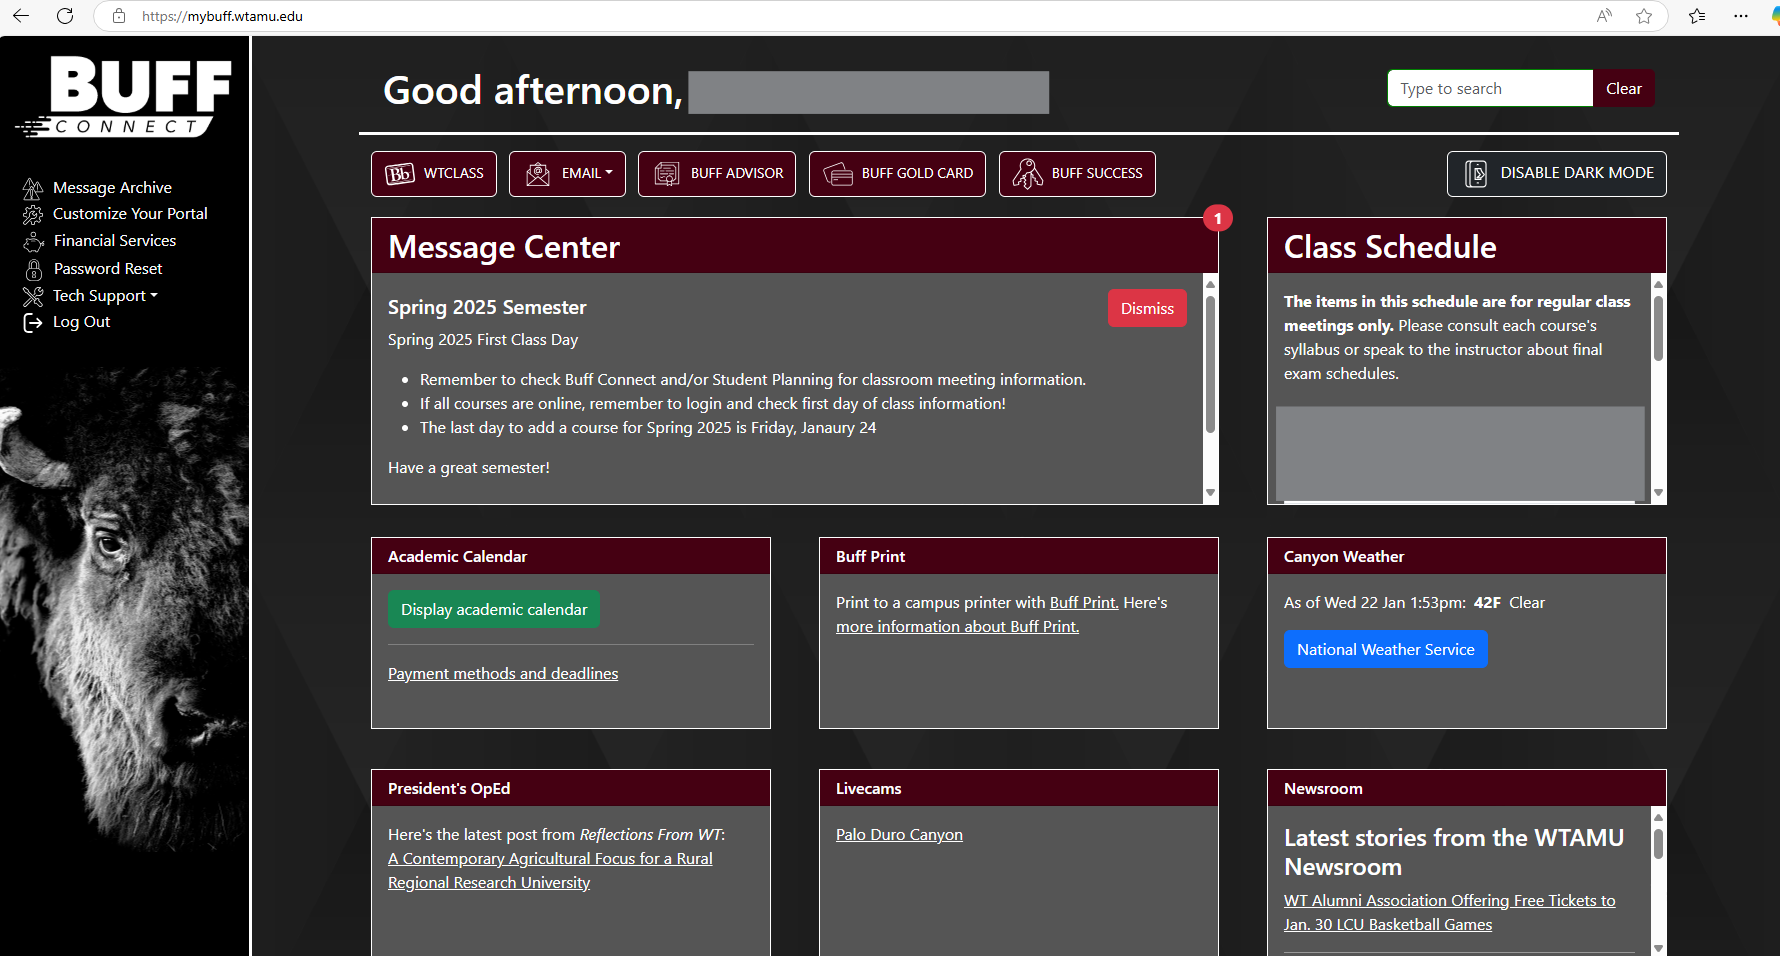 https://mybuff.wtamu.edu
BUFF
CONNECT
Message Archive
Customize Your Portal
Financial Services
Password Reset
Tech Support
Log Out
Good afternoon,
Type to search
Clear
Bb WTCLASS
EMAIL
BUFF ADVISOR
BUFF GOLD CARD
BUFF SUCCESS
DISABLE DARK MODE
Message Center
1
Spring 2025 Semester
Dismiss
Spring 2025 First Class Day
• Remember to check Buff Connect and/or Student Planning for classroom meeting information.
• If all courses are online, remember to login and check first day of class information!
• The last day to add a course for Spring 2025 is Friday, Janaury 24
Have a great semester!
Class Schedule
The items in this schedule are for regular class
meetings only. Please consult each course's
syllabus or speak to the instructor about final
exam schedules.
Academic Calendar
Display academic calendar
Payment methods and deadlines
Buff Print
Print to a campus printer with Buff Print. Here's
more information about Buff Print.
Canyon Weather
As of Wed 22 Jan 1:53pm: 42F Clear
National Weather Service
President's OpEd
Here's the latest post from Reflections From WT:
A Contemporary Agricultural Focus for a Rural
Regional Research University
Livecams
Palo Duro Canyon
Newsroom
Latest stories from the WTAMU
Newsroom
WT Alumni Association Offering Free Tickets to
Jan. 30 LCU Basketball Games